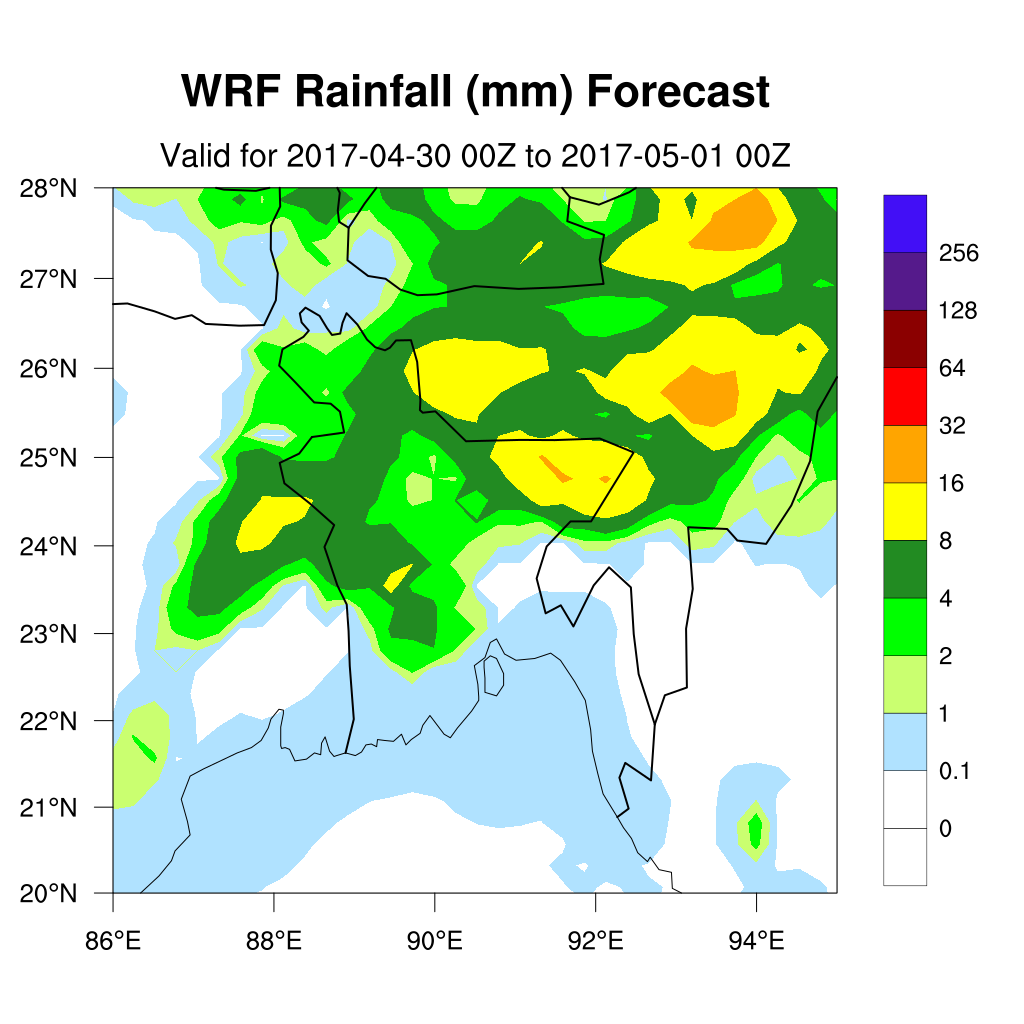 WRF Rainfall (mm) Forecast
Valid for 2017-04-30 00Z to 2017-05-01 00Z
28°N
27°N
26°N
25°N
24°N
23°N
22°N
21°N
20°N
86°E
88°E
90°E
92°E
94°E
256
128
64
32
16
8
4
2
1
0.1
0